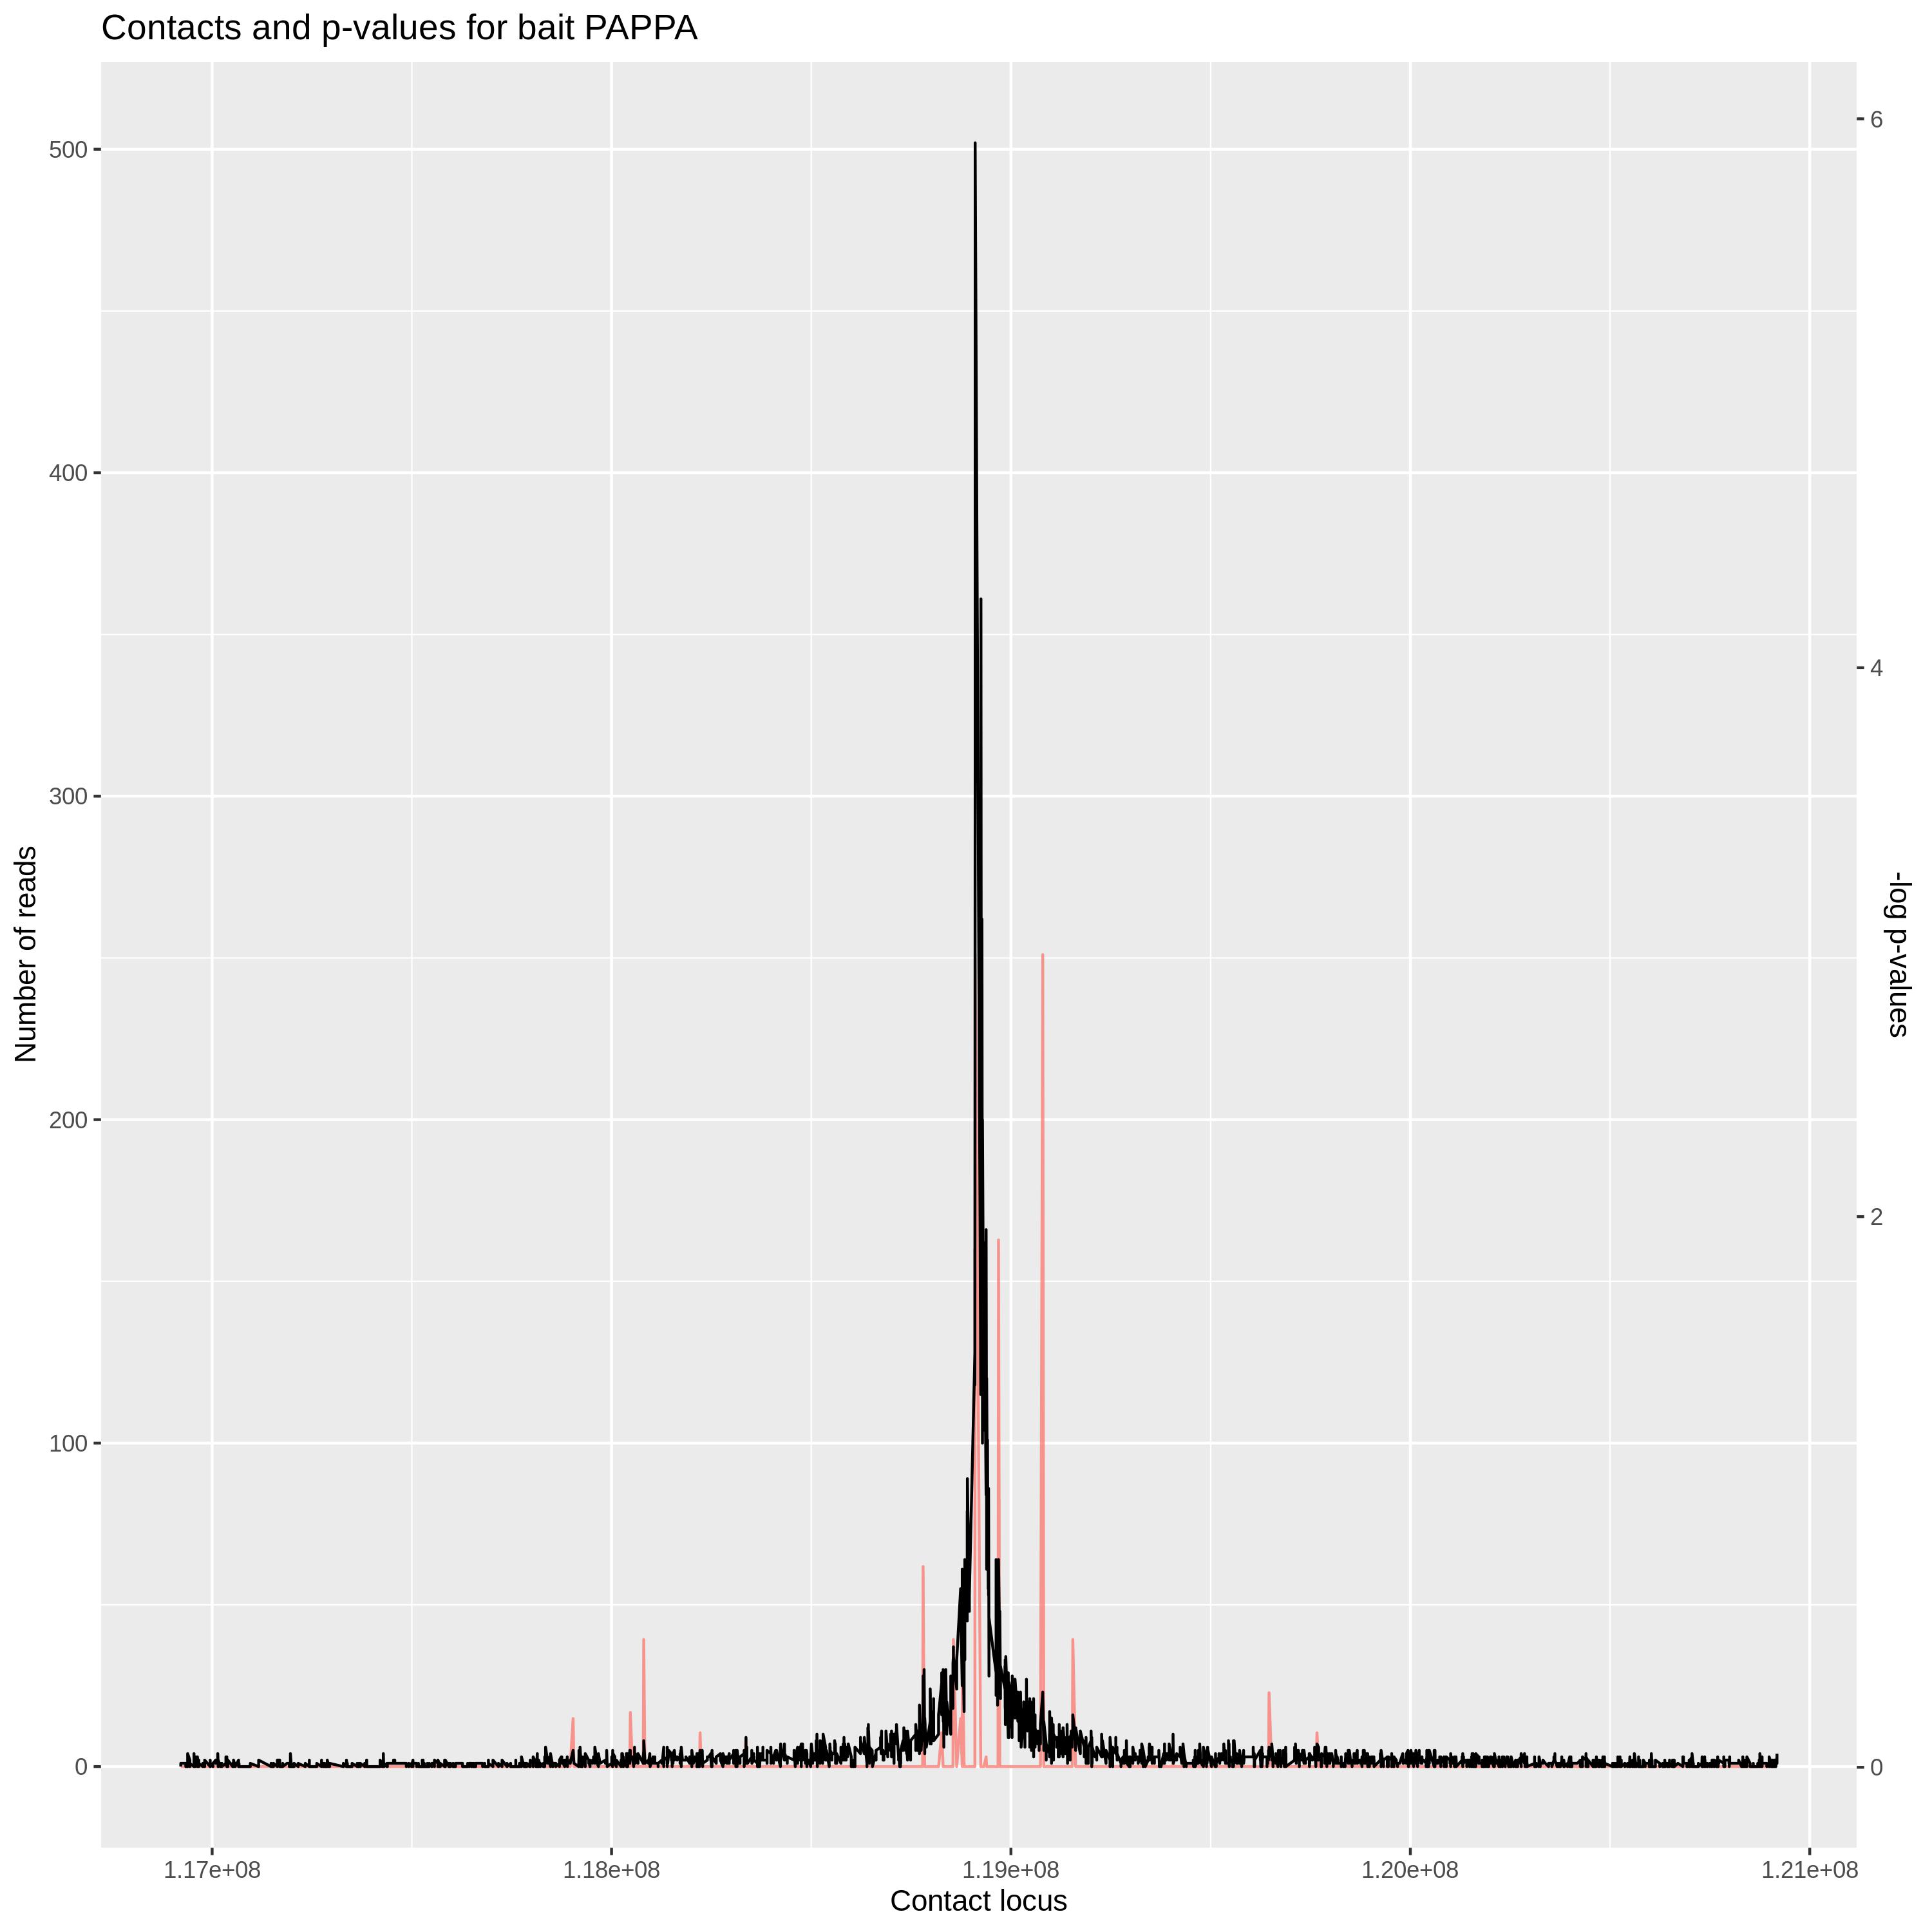 Contacts and p-values for bait PAPPA
500
400
300
200
100
0
Number of reads
6
4
2
0
-log p-values
1.17e+08
1.18e+08
1.19e+08
1.20e+08
1.21e+08
Contact locus